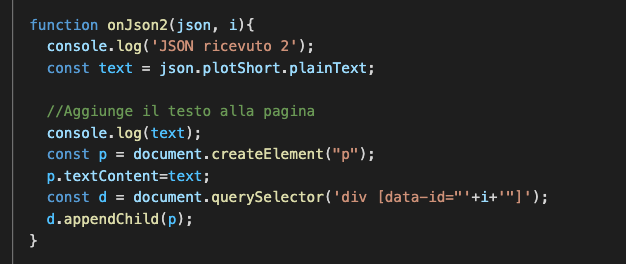 function onJson2(json, i){
console.log('JSON ricevuto 2');
const text = json.plotShort.plainText;
//Aggiunge il testo alla pagina
console.log(text);
const p = document.createElement("p");
p.textContent=text;
const d = document.querySelector('div [data-id="'+i+'"]');
d.appendChild(p);
}